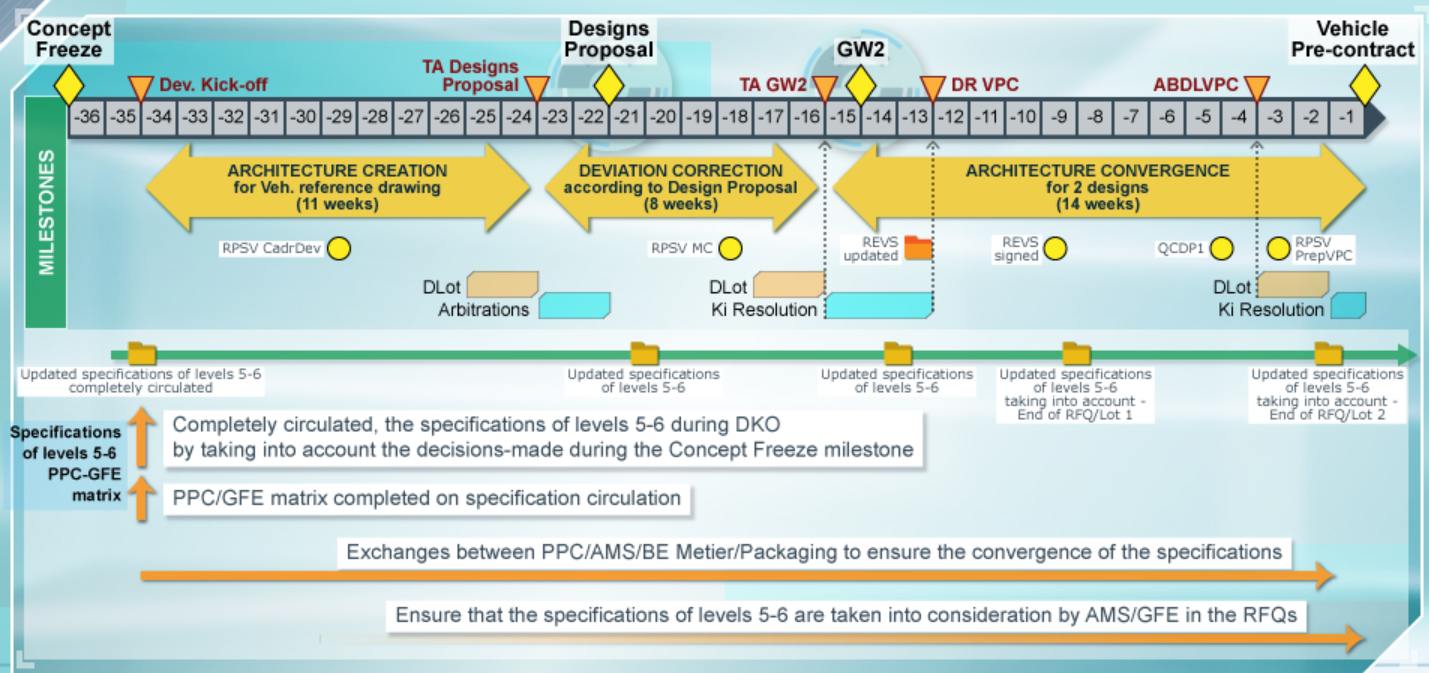 Concept
Freeze
Designs
Proposal
GW2
Vehicle
Pre-contract
Dev. Kick-off
TA Designs
Proposal
TA GW2
DR VPC
ABDLVPC
MILESTONES
-36 -35 -34 -33 -32 -31 -30 -29 -28 -27 -26 -25 -24 -23 -22 -21 -20 -19 -18 -17 -16 -15 -14 -13 -12 -11 -10 -9 -8 -7 -6 -5 -4 -3 -2 -1
ARCHITECTURE CREATION
for Veh. reference drawing
(11 weeks)
DEVIATION CORRECTION
according to Design Proposal
(8 weeks)
ARCHITECTURE CONVERGENCE
for 2 designs
(14 weeks)
RPSV CadrDev
RPSV MC
REVS
updated
REVS
signed
QCDP1
RPSV
PrepVPC
DLot
Arbitrations
DLot
Ki Resolution
DLot
Ki Resolution
Updated specifications of levels 5-6
completely circulated
Updated specifications
of levels 5-6
Updated specifications
of levels 5-6
Updated specifications
of levels 5-6
taking into account -
End of RFQ/Lot 1
Updated specifications
of levels 5-6
taking into account -
End of RFQ/Lot 2
Specifications
of levels 5-6
PPC-GFE
matrix
Completely circulated, the specifications of levels 5-6 during DKO
by taking into account the decisions-made during the Concept Freeze milestone
PPC/GFE matrix completed on specification circulation
Exchanges between PPC/AMS/BE Metier/Packaging to ensure the convergence of the specifications
Ensure that the specifications of levels 5-6 are taken into consideration by AMS/GFE in the RFQs